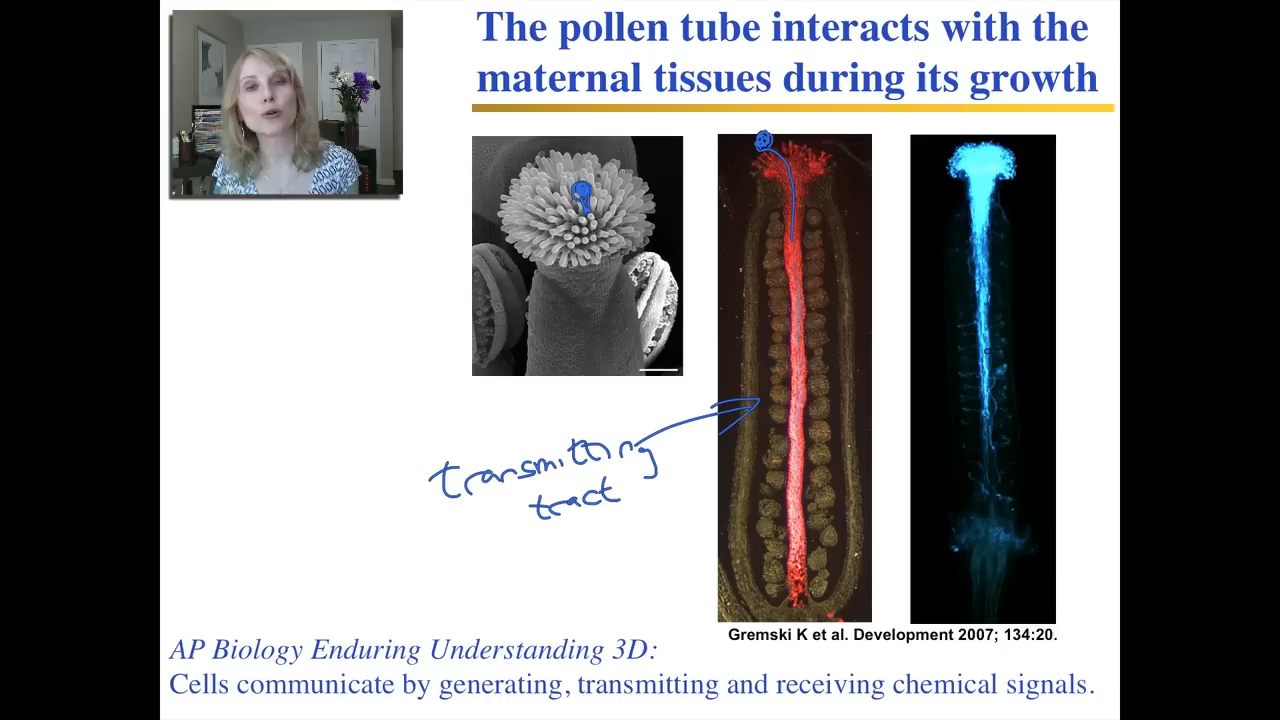 The pollen tube interacts with the
maternal tissues during its growth
transmitting
tract
Gremski K et al. Development 2007; 134:20.
AP Biology Enduring Understanding 3D:
Cells communicate by generating, transmitting and receiving chemical signals.